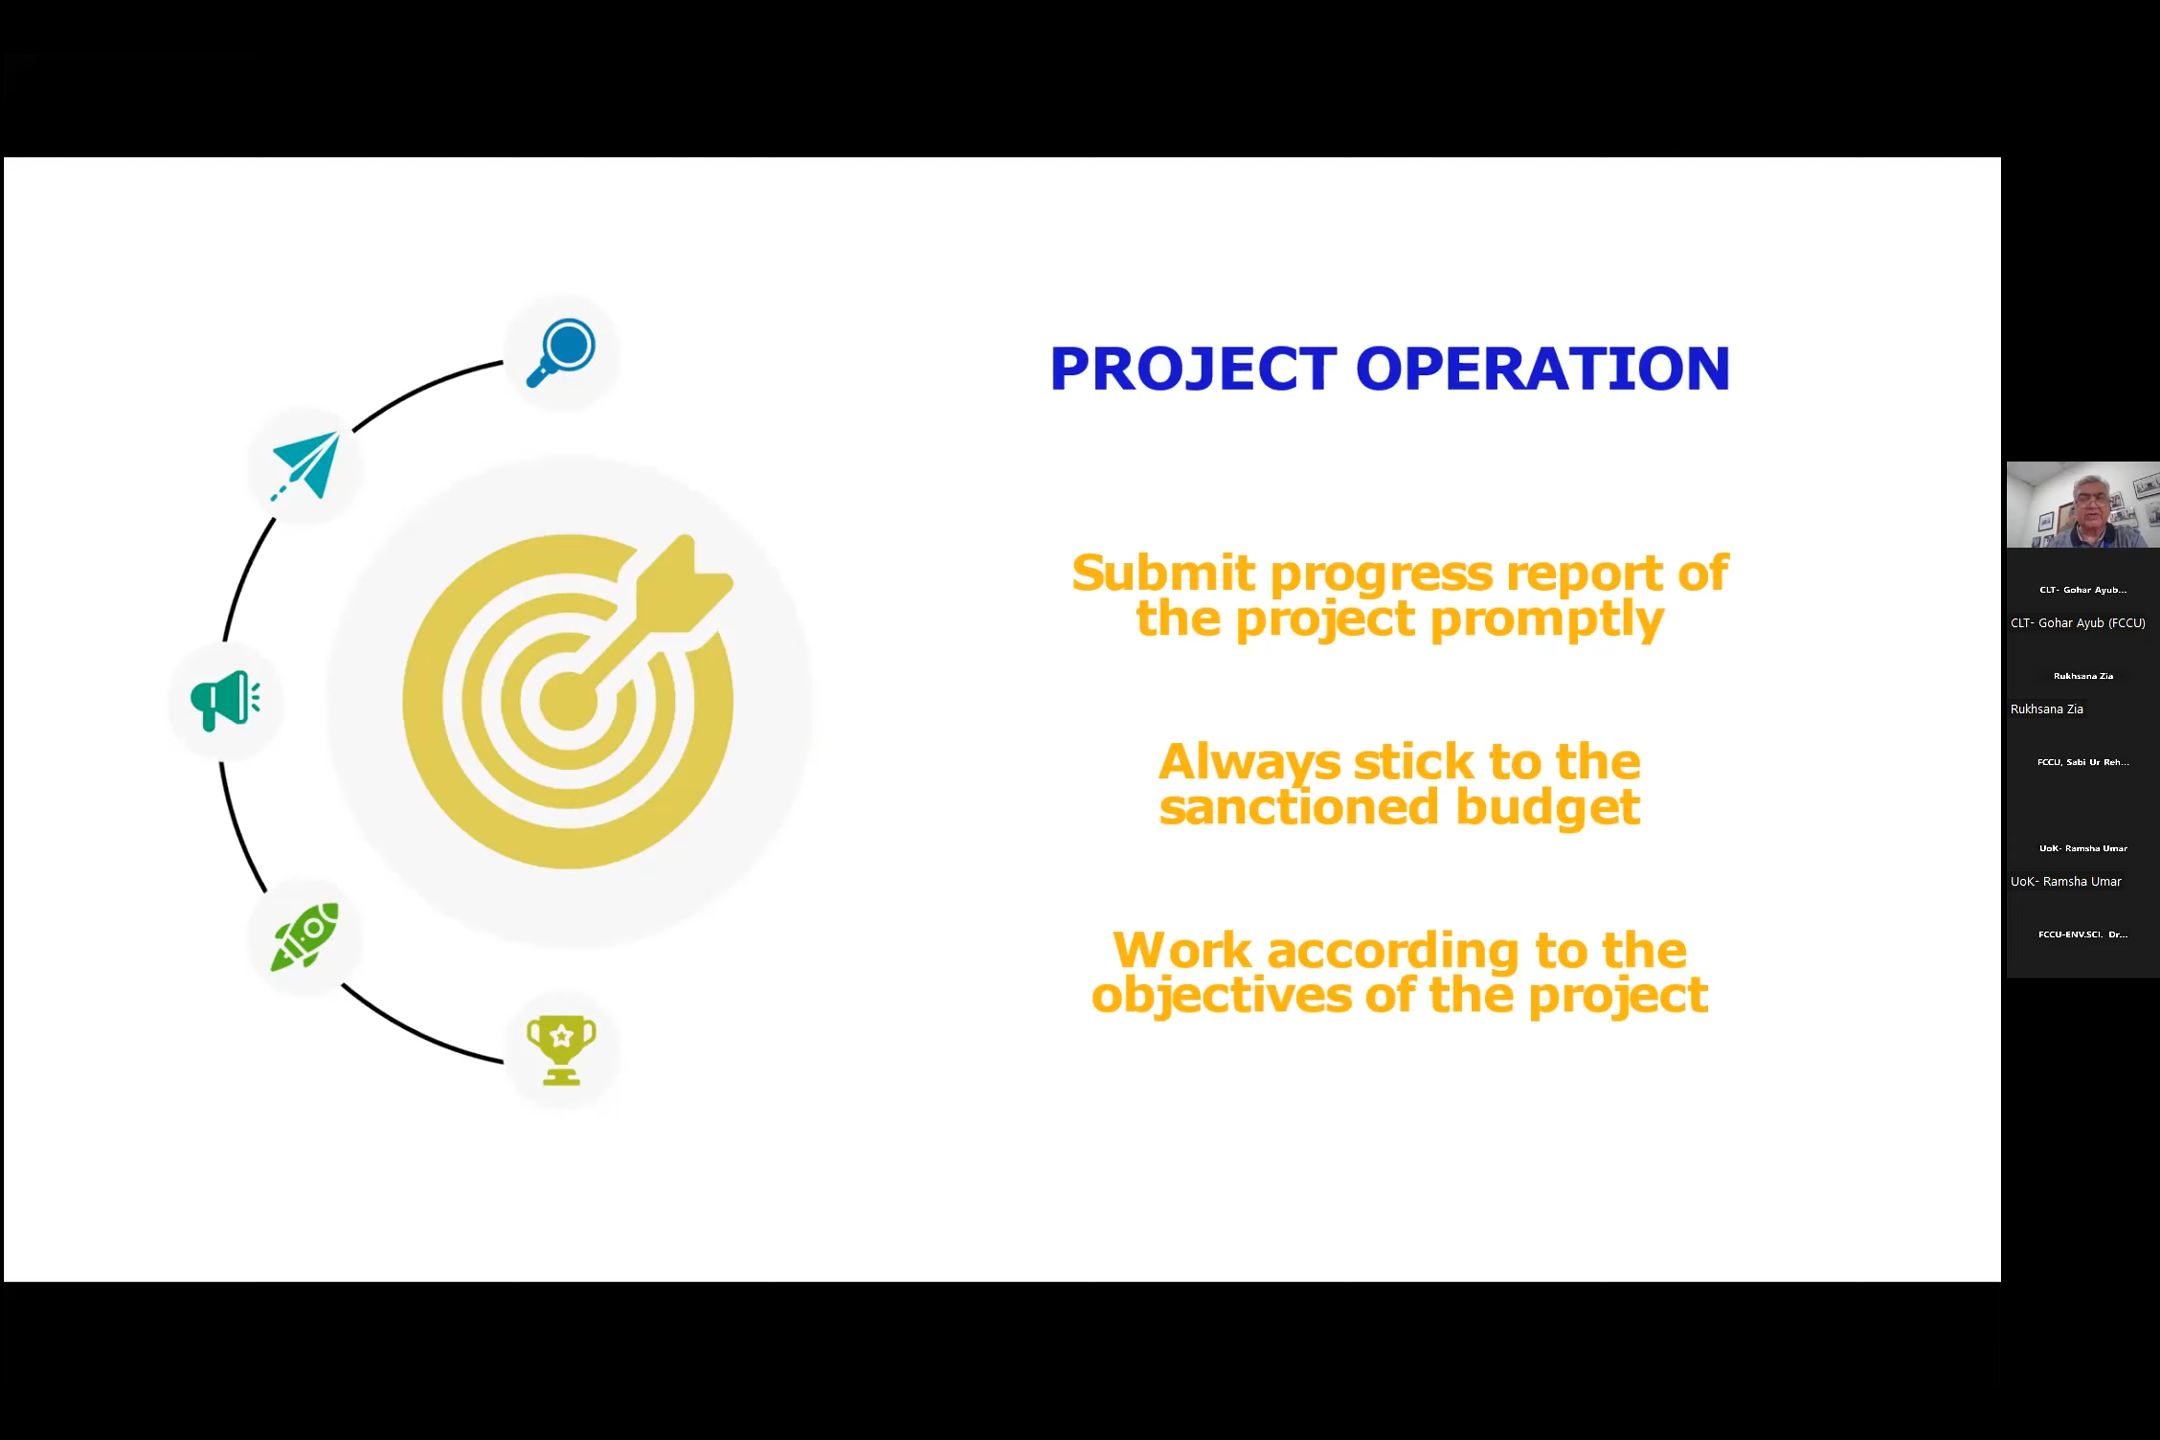 PROJECT OPERATION
Submit progress report of
the project promptly
Always stick to the
sanctioned budget
Work according to the
objectives of the project
CLT- Gohar Ayub...
CLT- Gohar Ayub (FCCU)
Rukhsana Zia
Rukhsana Zia
FCCU, Sabi Ur Reh...
UoK- Ramsha Umar
UoK- Ramsha Umar
FCCU-ENV.SCI. Dr...